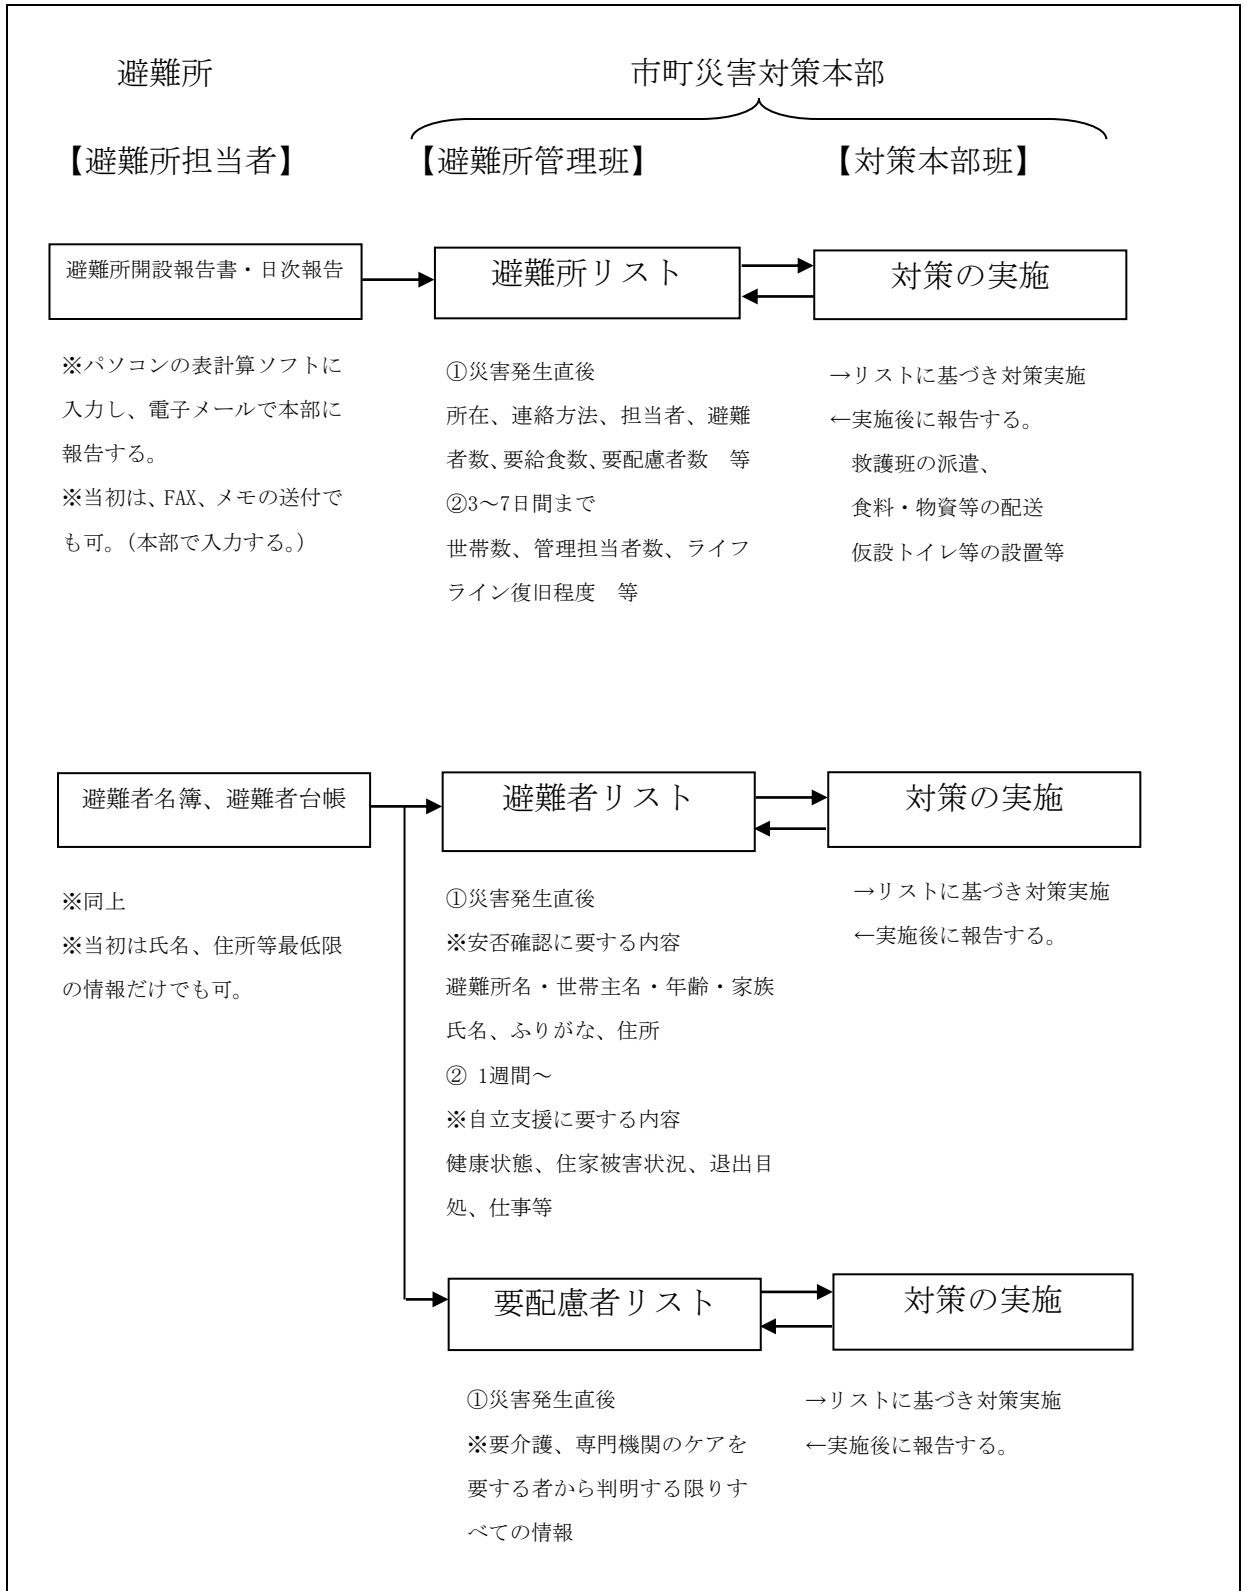 避難所
市町災害対策本部
【避難所担当者】
【避難所管理班】
【対策本部班】
避難所開設報告書・日次報告
避難所リスト
対策の実施
※パソコンの表計算ソフトに
入力し、電子メールで本部に
報告する。
※当初は、FAX、メモの送付で
も可。(本部で入力する。)
①災害発生直後
所在、連絡方法、担当者、避難
者数、要給食数、要配慮者数　等
②3～7日間まで
世帯数、管理担当者数、ライフ
ライン復旧程度　等
→リストに基づき対策実施
←実施後に報告する。
救護班の派遣、
食料・物資等の配送
仮設トイレ等の設置等
避難者名簿、避難者台帳
避難者リスト
対策の実施
※同上
※当初は氏名、住所等最低限
の情報だけでも可。
①災害発生直後
※安否確認に要する内容
避難所名・世帯主名・年齢・家族
氏名、ふりがな、住所
② 1週間～
※自立支援に要する内容
健康状態、住家被害状況、退出目
処、仕事等
→リストに基づき対策実施
←実施後に報告する。
要配慮者リスト
対策の実施
①災害発生直後
※要介護、専門機関のケアを
要する者から判明する限りす
べての情報
→リストに基づき対策実施
←実施後に報告する。